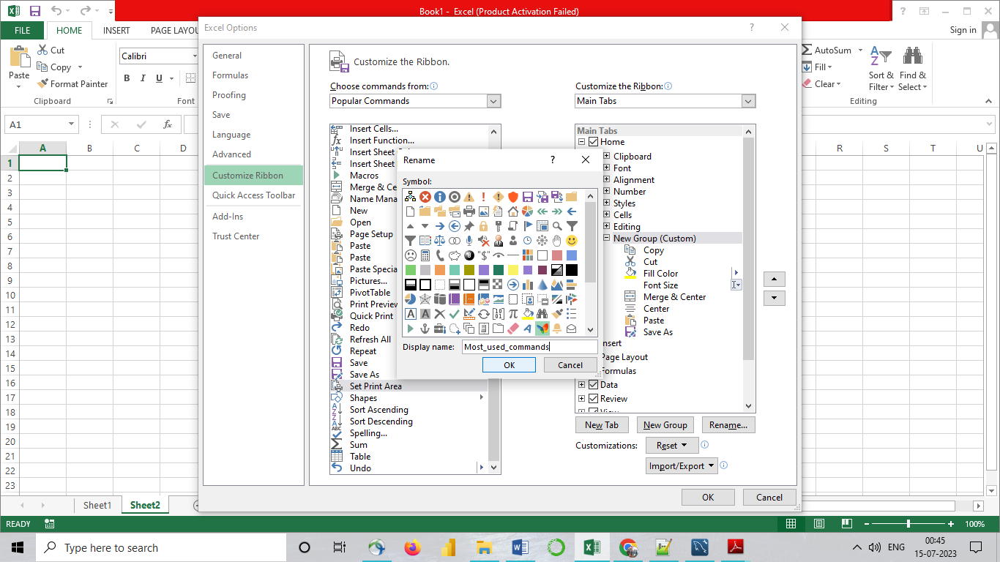 Book1 - Excel (Product Activation Failed)
FILE
HOME
INSERT
PAGE LAYOU
Sign in
Excel Options
Cut
Copy
Format Painter
Paste
Clipboard
Calibri
B I U
Font
AutoSum
Fill
Clear
Sort & Filter
Find & Select
Editing
A1
fx
A B C D
R S T U
1
2
3
4
5
6
7
8
9
10
11
12
13
14
15
16
17
18
19
20
21
22
23
General
Formulas
Proofing
Save
Language
Advanced
Customize Ribbon
Quick Access Toolbar
Add-Ins
Trust Center
Customize the Ribbon.
Choose commands from:
Popular Commands
Insert Cells...
Insert Function...
Insert Sheet
Insert Sheet
Macros
Merge & Ce
Name Mana
New
Open
Page Setup
Paste
Paste
Paste Specia
Pictures...
PivotTable
Print Preview
Quick Print
Redo
Refresh All
Repeat
Save
Save As
Set Print Area
Shapes
Sort Ascending
Sort Descending
Spelling...
Sum
Table
Undo
Rename
Symbol:
Display name:
Most_used_commands
OK
Cancel
Customize the Ribbon:
Main Tabs
Main Tabs
Home
Clipboard
Font
Alignment
Number
Styles
Cells
Editing
New Group (Custom)
Copy
Cut
Fill Color
Font Size
Merge & Center
Center
Paste
Save As
Insert
Page Layout
Formulas
Data
Review
View
New Tab
New Group
Rename...
Customizations:
Reset
Import/Export
OK
Cancel
Sheet1
Sheet2
READY
100%
Type here to search
ENG
00:45
15-07-2023